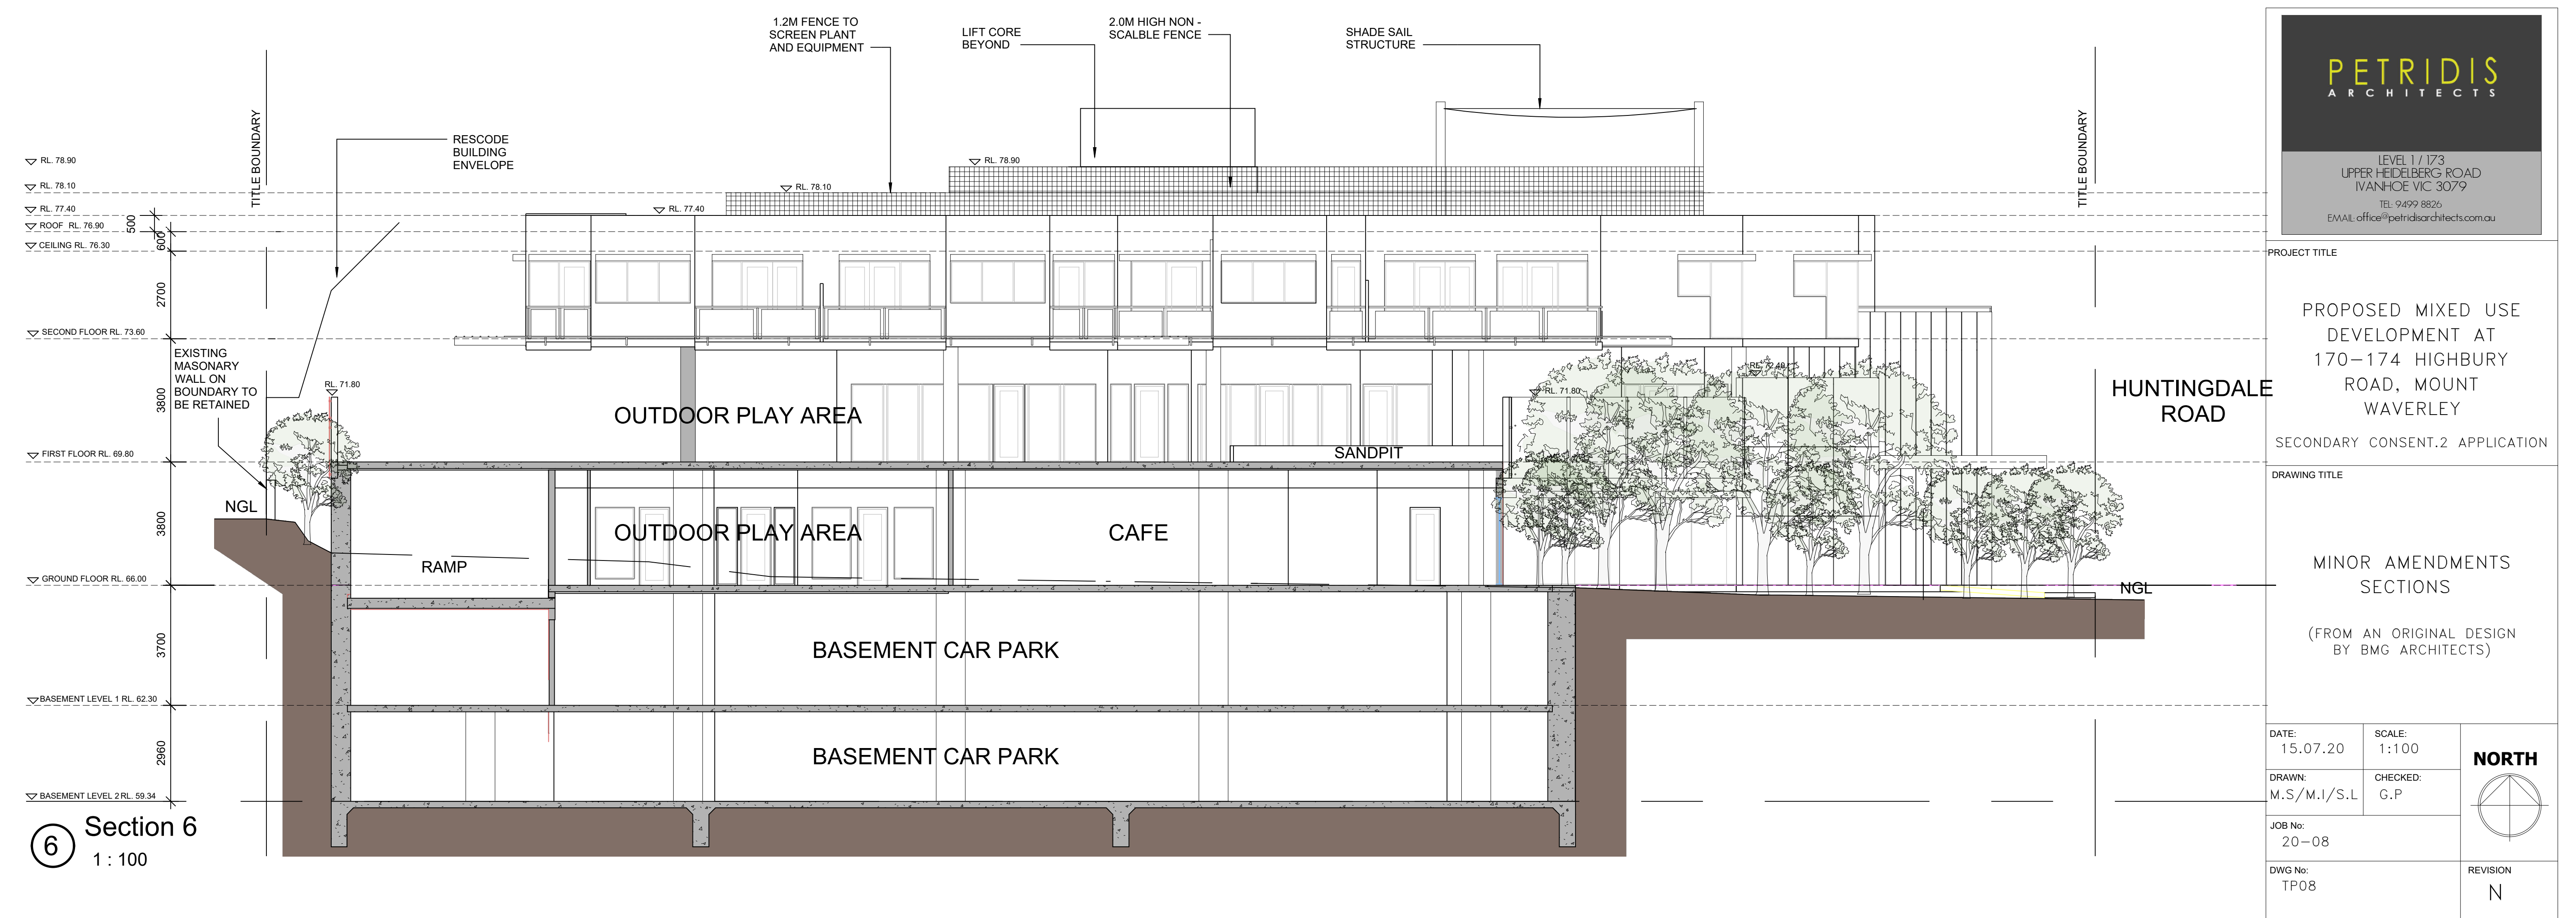 1.2M FENCE TO
SCREEN PLANT
AND EQUIPMENT
LIFT CORE
BEYOND
2.0M HIGH NON -
SCALBLE FENCE
SHADE SAIL
STRUCTURE
TITLE BOUNDARY
RESCODE
BUILDING
ENVELOPE
TITLE BOUNDARY
RL. 78.90
RL. 78.90
RL. 78.10
RL. 78.10
RL. 77.40
RL. 77.40
500
ROOF RL. 76.90
600
CEILING RL. 76.30
2700
SECOND FLOOR RL. 73.60
EXISTING
MASONARY
WALL ON
BOUNDARY TO
BE RETAINED
RL. 71.80
RL. 71.80
RL. 72.40
3800
OUTDOOR PLAY AREA
HUNTINGDALE
ROAD
FIRST FLOOR RL. 69.80
SANDPIT
NGL
3800
OUTDOOR PLAY AREA
CAFE
RAMP
GROUND FLOOR RL. 66.00
NGL
3700
BASEMENT CAR PARK
BASEMENT LEVEL 1 RL. 62.30
2960
BASEMENT CAR PARK
BASEMENT LEVEL 2 RL. 59.34
6
Section 6
1 : 100
PETRIDIS
ARCHITECTS
LEVEL 1 / 173
UPPER HEIDELBERG ROAD
IVANHOE VIC 3079
TEL: 9499 8826
EMAIL: office@petridisarchitects.com.au
PROJECT TITLE
PROPOSED MIXED USE
DEVELOPMENT AT
170-174 HIGHBURY
ROAD, MOUNT
WAVERLEY
SECONDARY CONSENT.2 APPLICATION
DRAWING TITLE
MINOR AMENDMENTS
SECTIONS
(FROM AN ORIGINAL DESIGN
BY BMG ARCHITECTS)
DATE:
15.07.20
SCALE:
1:100
NORTH
DRAWN:
M.S/M.I/S.L
CHECKED:
G.P
JOB No:
20-08
DWG No:
TP08
REVISION
N